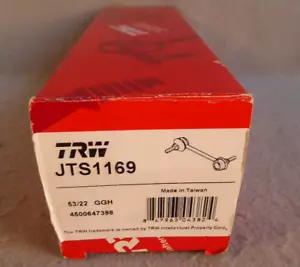 TRW
JTS1169
Made in Taiwan
53/22 GGH
4500647398
The TRW trademark is owned by TRW Intellectual Property Corp.